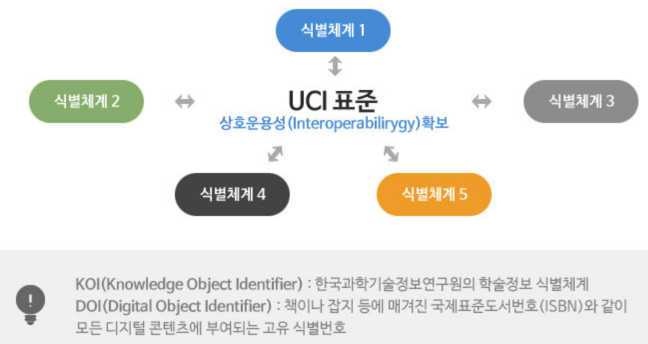 식별체계 1
식별체계 2
UCI 표준
식별체계 3
상호운용성(Interoperabilirygy)확보
식별체계 4
식별체계 5
KOI(Knowledge Object Identifier) : 한국과학기술정보연구원의 학술정보 식별체계
DOI(Digital Object Identifier) : 책이나 잡지 등에 매겨진 국제표준도서번호(ISBN)와 같이
모든 디지털 콘텐츠에 부여되는 고유 식별번호